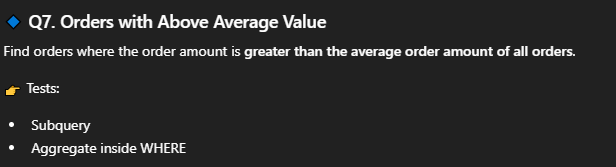 🔹 Q7. Orders with Above Average Value
Find orders where the order amount is greater than the average order amount of all orders.
👉 Tests:
• Subquery
• Aggregate inside WHERE